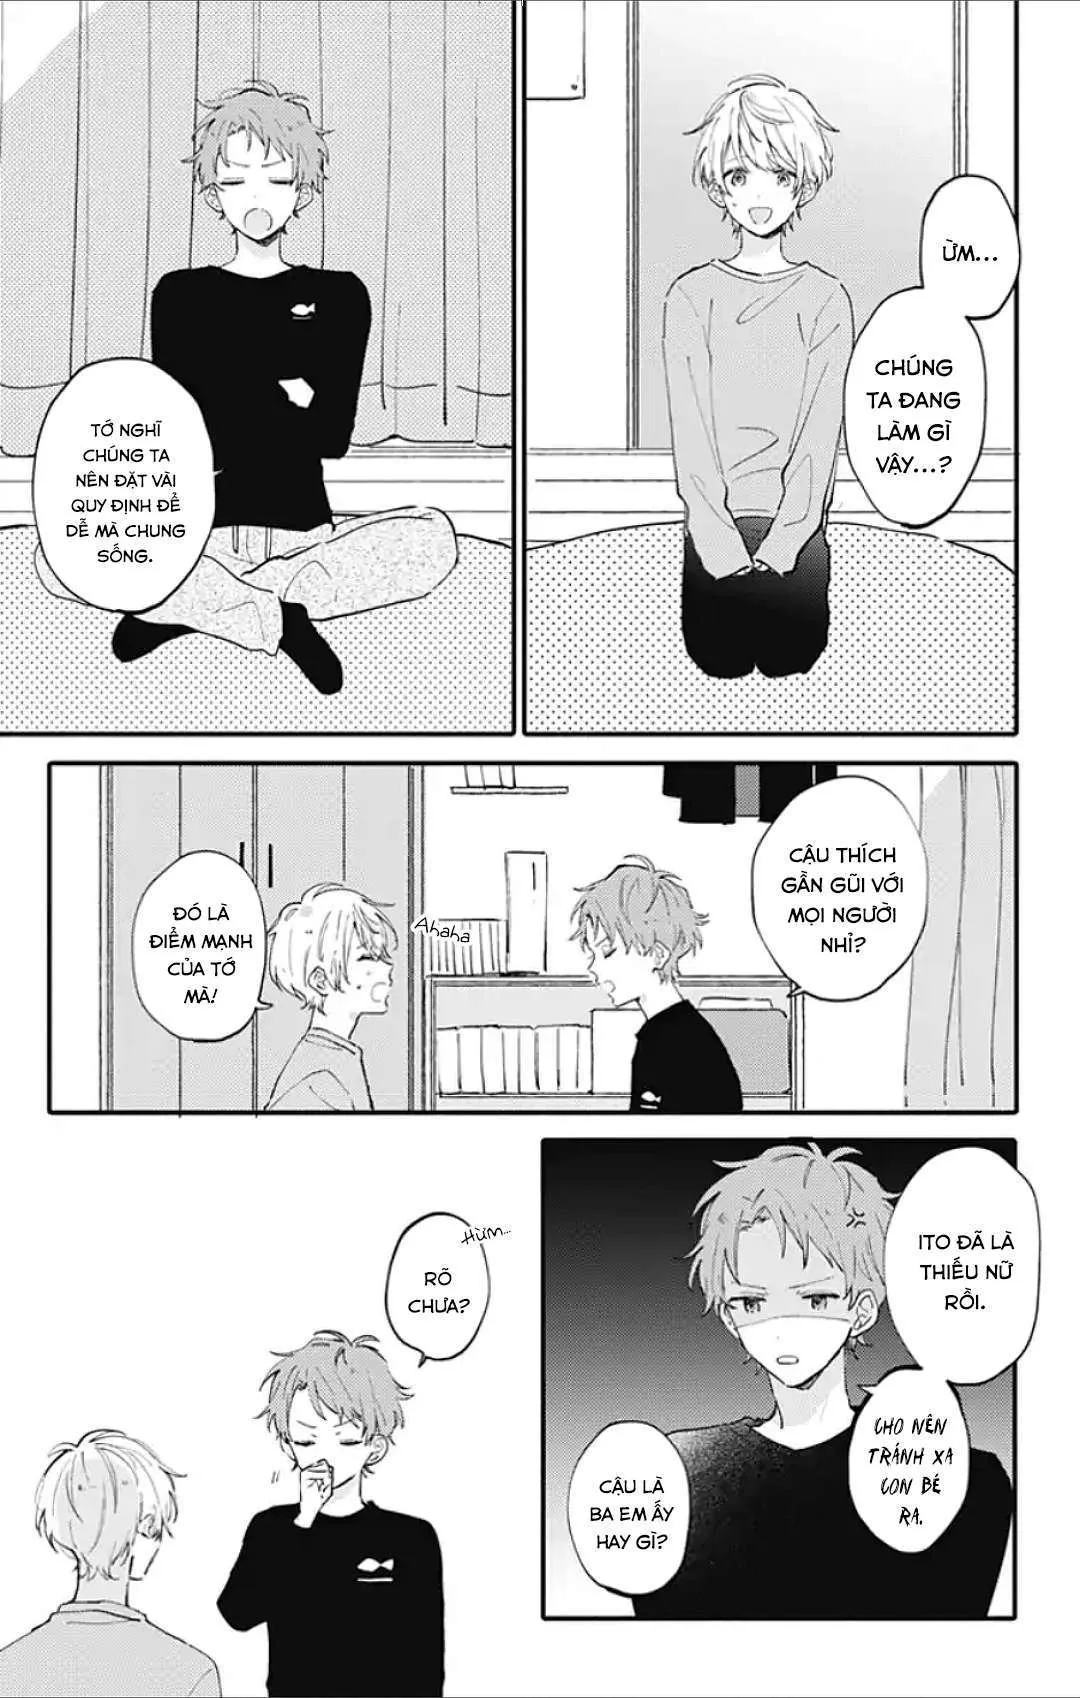 ỪM...
CHÚNG
TA ĐANG
LÀM GÌ
VẬY...?
TỚ NGHĨ
CHÚNG TA
NÊN ĐẶT VÀI
QUY ĐỊNH ĐỂ
DỄ MÀ CHUNG
SỐNG.
CẬU THÍCH
GẦN GŨI VỚI
MỌI NGƯỜI
NHỈ?
Ahaha
ĐÓ LÀ
ĐIỂM MẠNH
CỦA TỚ
MÀ!
ITO ĐÃ LÀ
THIẾU NỮ
RỒI.
CHO NÊN
TRÁNH XA
CON BÉ
RA.
CẬU LÀ
BA EM ẤY
HAY GÌ?
HỪM...
RÕ
CHƯA?